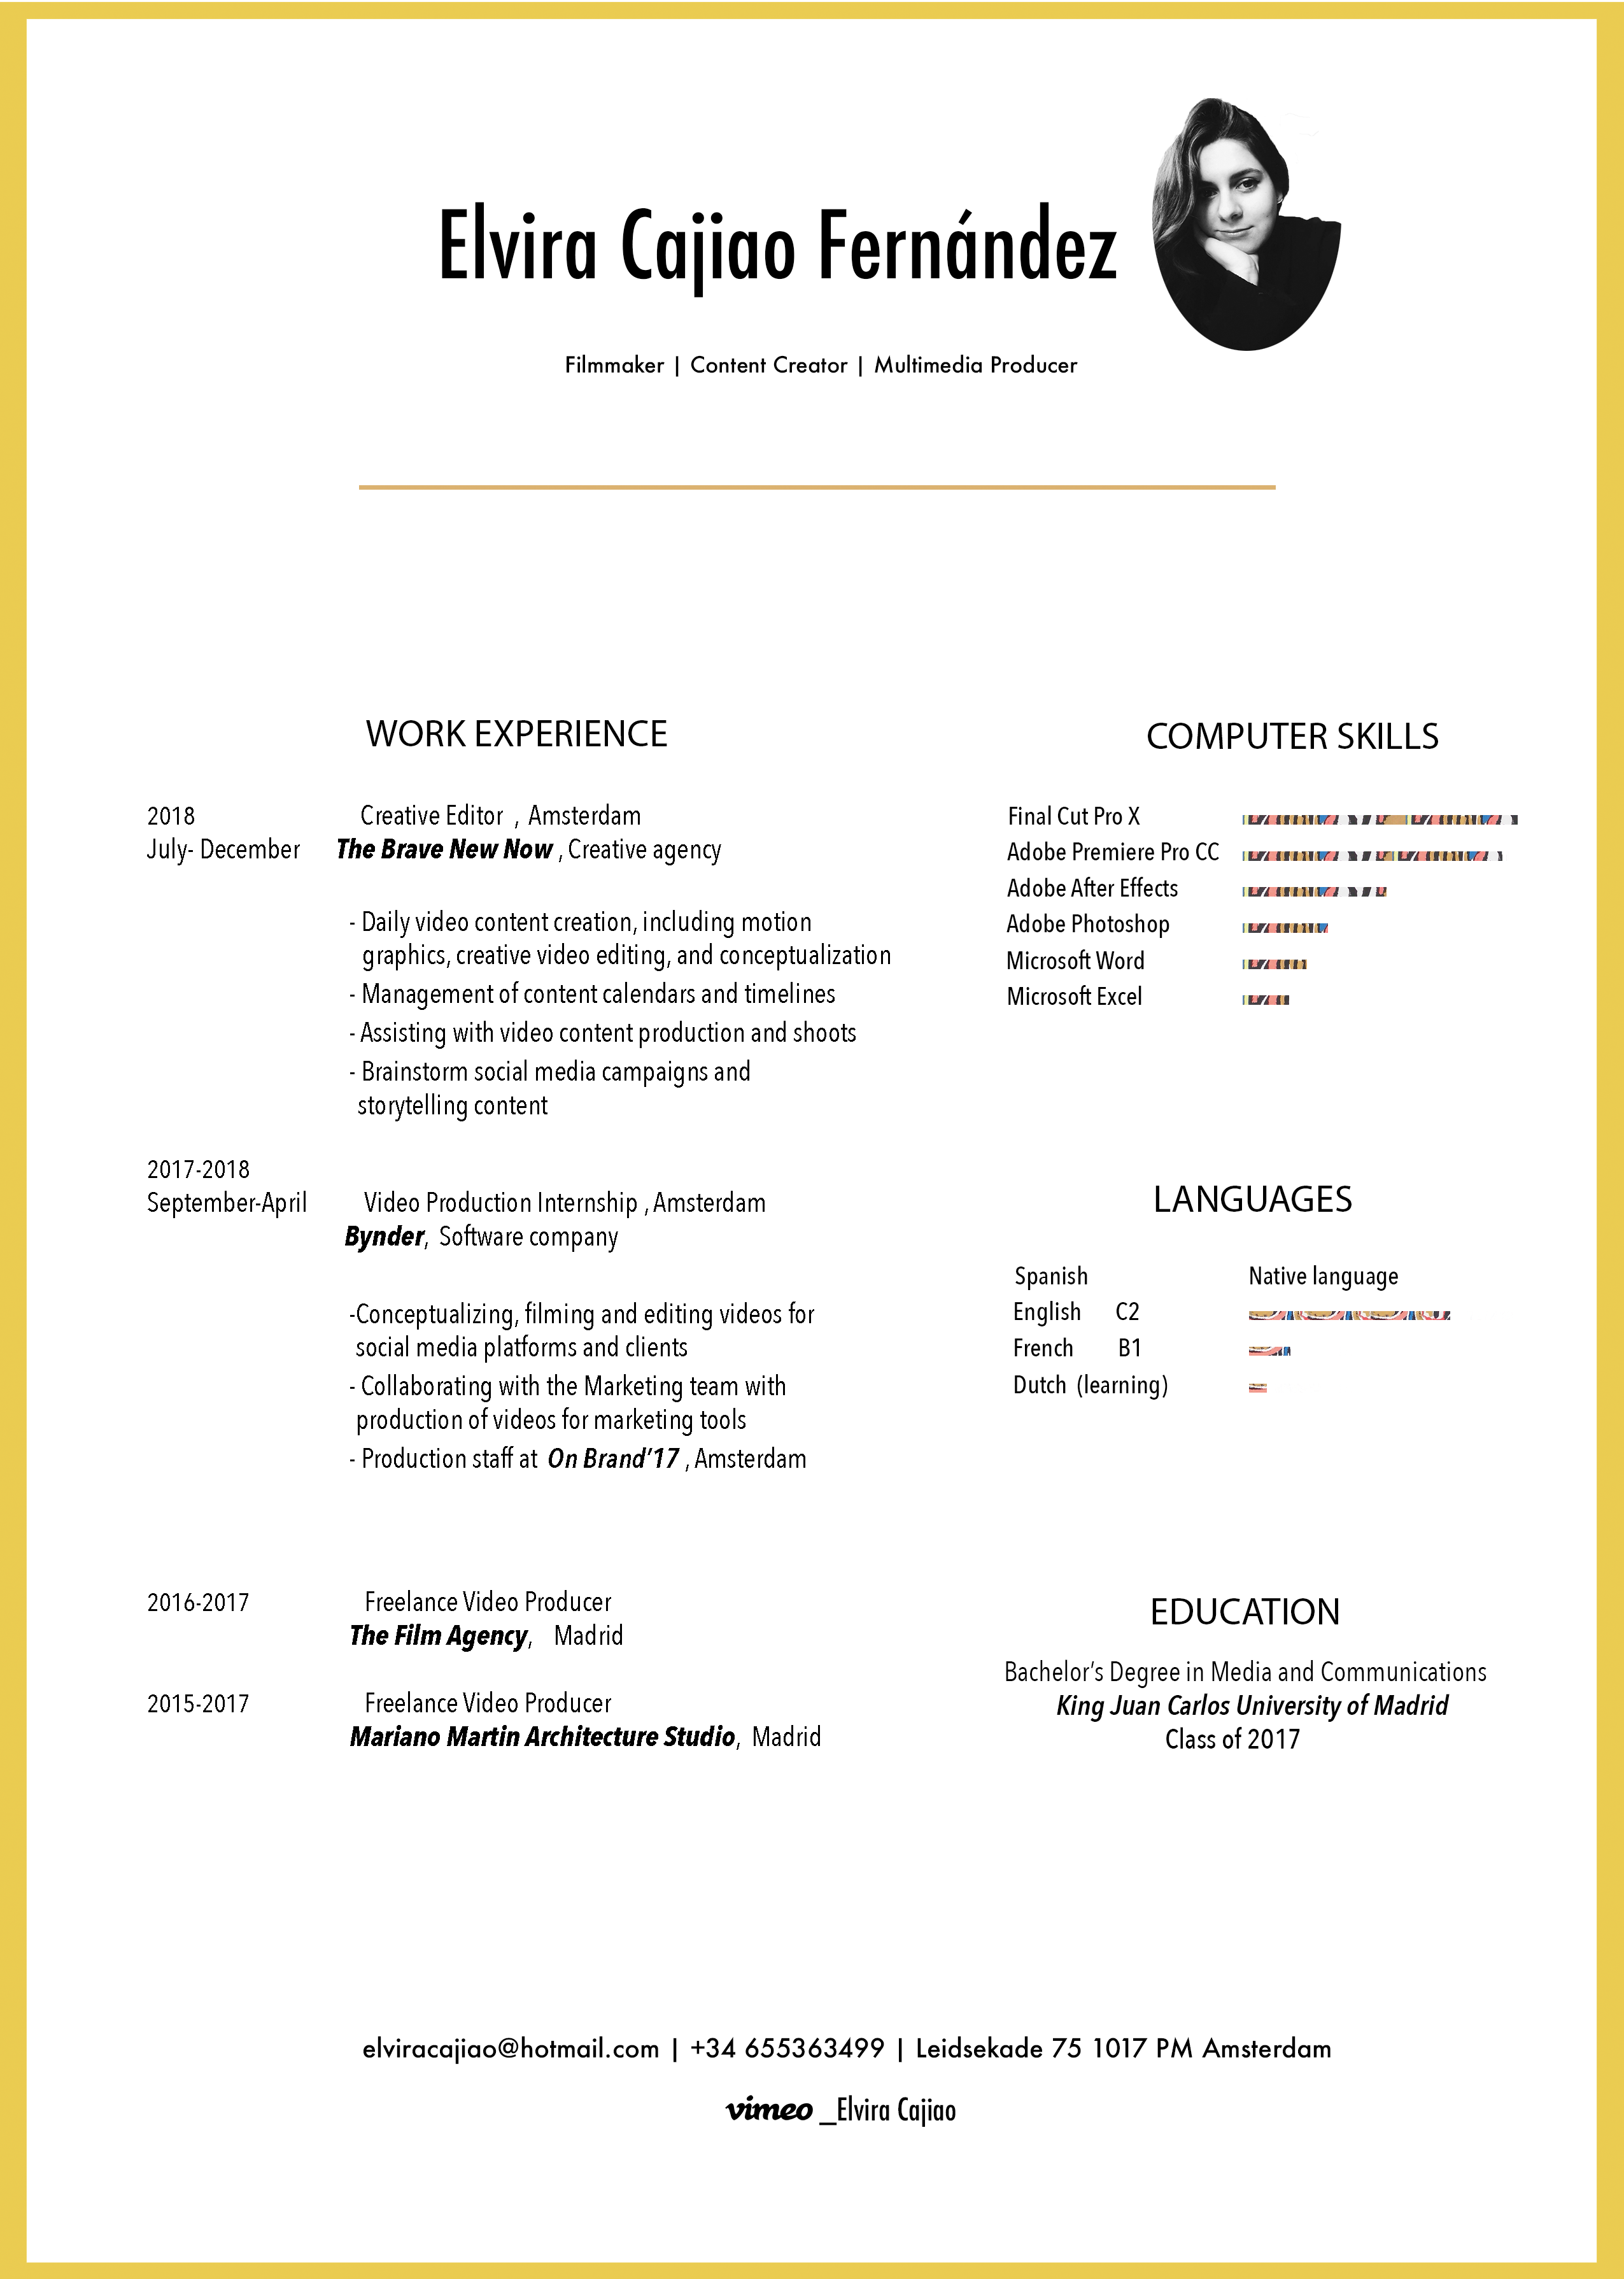 Elvira Cajiao Fernández
Filmmaker | Content Creator | Multimedia Producer
WORK EXPERIENCE
2018
Creative Editor , Amsterdam
July- December
The Brave New Now , Creative agency
- Daily video content creation, including motion
graphics, creative video editing, and conceptualization
- Management of content calendars and timelines
- Assisting with video content production and shoots
- Brainstorm social media campaigns and
storytelling content
2017-2018
September-April
Video Production Internship , Amsterdam
Bynder, Software company
-Conceptualizing, filming and editing videos for
social media platforms and clients
- Collaborating with the Marketing team with
production of videos for marketing tools
- Production staff at On Brand’17 , Amsterdam
2016-2017
Freelance Video Producer
The Film Agency, Madrid
2015-2017
Freelance Video Producer
Mariano Martin Architecture Studio, Madrid
COMPUTER SKILLS
Final Cut Pro X
Adobe Premiere Pro CC
Adobe After Effects
Adobe Photoshop
Microsoft Word
Microsoft Excel
LANGUAGES
Spanish Native language
English C2
French B1
Dutch (learning)
EDUCATION
Bachelor’s Degree in Media and Communications
King Juan Carlos University of Madrid
Class of 2017
elviracajiao@hotmail.com | +34 655363499 | Leidsekade 75 1017 PM Amsterdam
vimeo _Elvira Cajiao